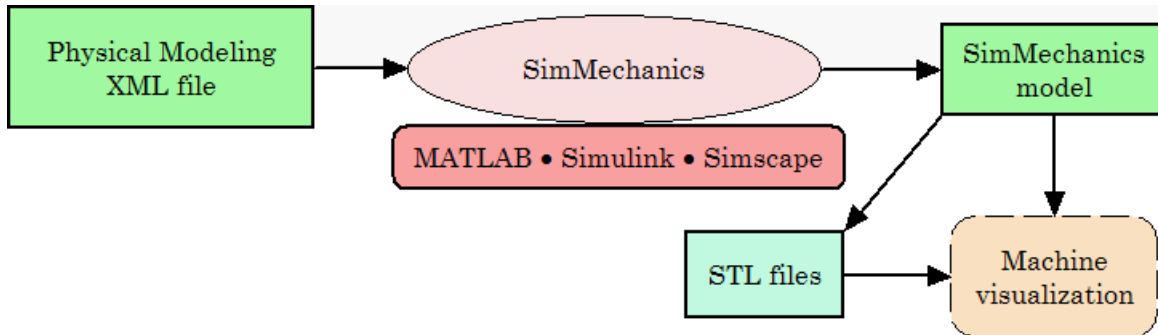 Physical Modeling
XML file
SimMechanics
SimMechanics
model
MATLAB • Simulink • Simscape
STL files
Machine
visualization